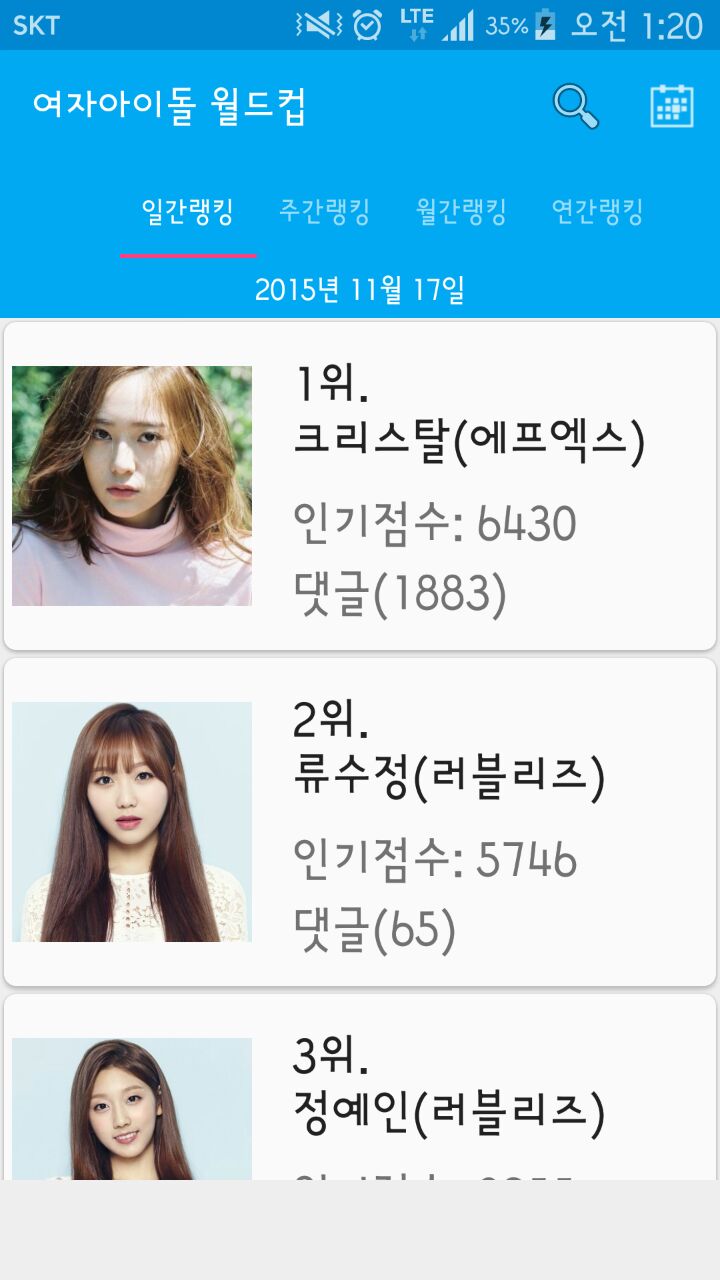 SKT LTE 35% 오전 1:20
여자아이돌 월드컵
일간랭킹 주간랭킹 월간랭킹 연간랭킹
2015년 11월 17일
1위.
크리스탈(에프엑스)
인기점수: 6430
댓글(1883)
2위.
류수정(러블리즈)
인기점수: 5746
댓글(65)
3위.
정예인(러블리즈)